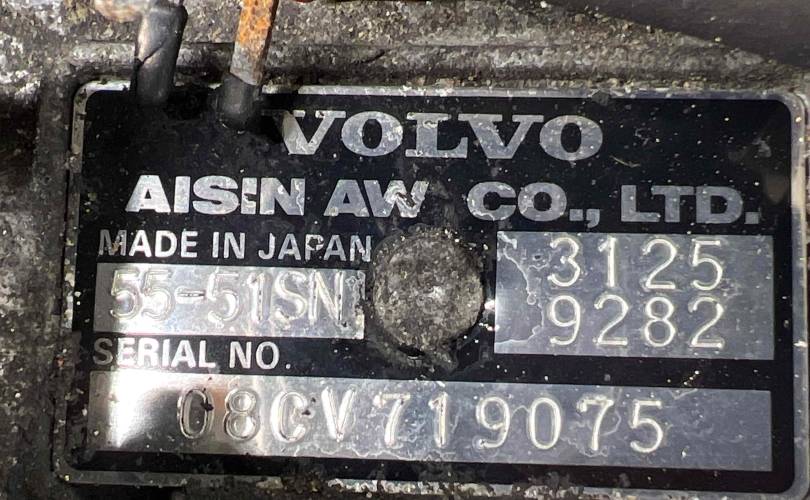 VOLVO
AISIN AW CO., LTD.
MADE IN JAPAN
55-51SN
3125
9282
SERIAL NO.
08CV719075